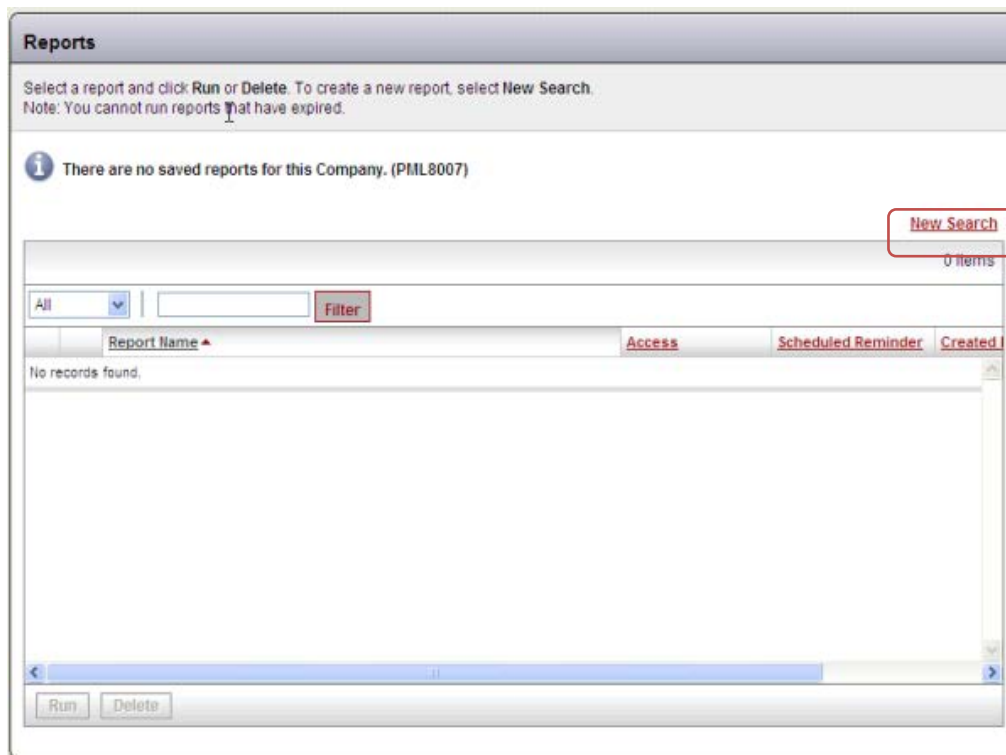 Reports
Select a report and click Run or Delete. To create a new report, select New Search.
Note: You cannot run reports that have expired.
There are no saved reports for this Company. (PML8007)
New Search
0 items
All
Filter
Report Name Access Scheduled Reminder Created
No records found.
Run Delete